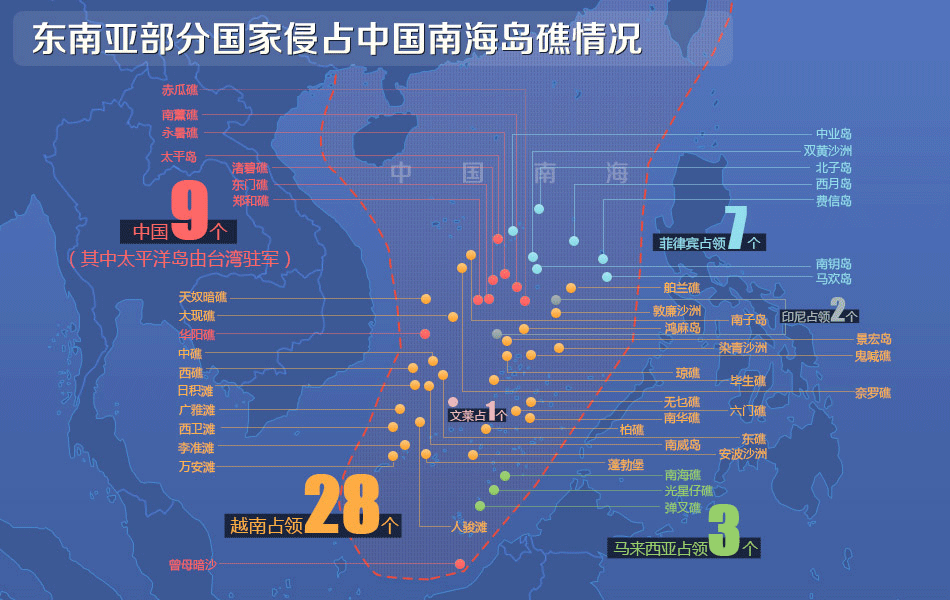 东南亚部分国家侵占中国南海岛礁情况
赤瓜礁
南薰礁
永暑礁
太平岛
渚碧礁
东门礁
郑和礁
中国南海
中国9个
（其中太平洋岛由台湾驻军）
中业岛
双黄沙洲
北子岛
西月岛
费信岛
菲律宾占领7个
南钥岛
马欢岛
天奴暗礁
大现礁
华阳礁
中礁
西礁
日积滩
广雅滩
西卫滩
李准滩
万安滩
舶兰礁
敦廉沙洲
南子岛
鸿庥岛
印尼占领2个
染青沙洲
景宏岛
鬼喊礁
琼礁
毕生礁
奈罗礁
无乜礁
南华礁
六门礁
文莱占1个
柏礁
东礁
南威岛
安波沙洲
蓬勃堡
越南占领28个
人骏滩
南海礁
光星仔礁
弹叉礁
马来西亚占领3个
曾母暗沙